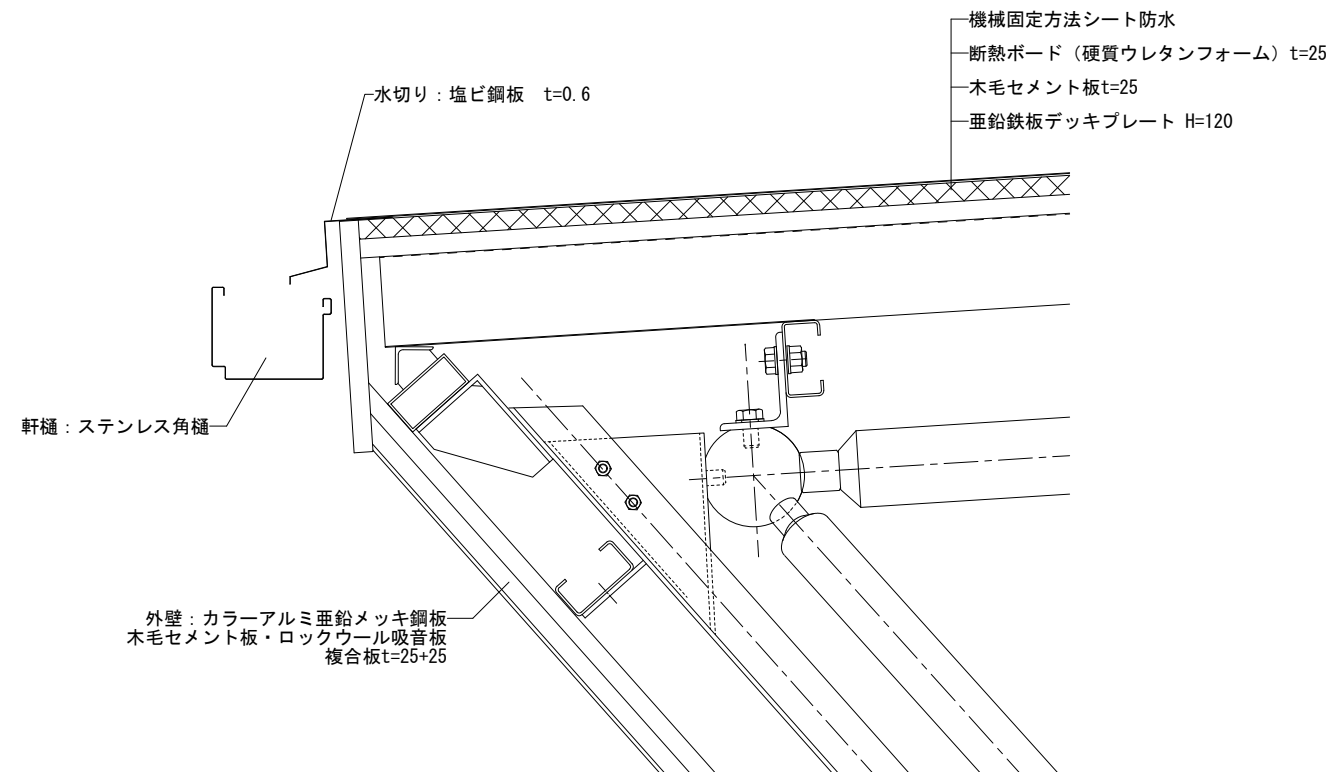 機械固定方法シート防水
断熱ボード（硬質ウレタンフォーム）t=25
木毛セメント板t=25
亜鉛鉄板デッキプレート H=120
水切り：塩ビ鋼板 t=0.6
軒樋：ステンレス角樋
外壁：カラーアルミ亜鉛メッキ鋼板
木毛セメント板・ロックウール吸音板
複合板t=25+25